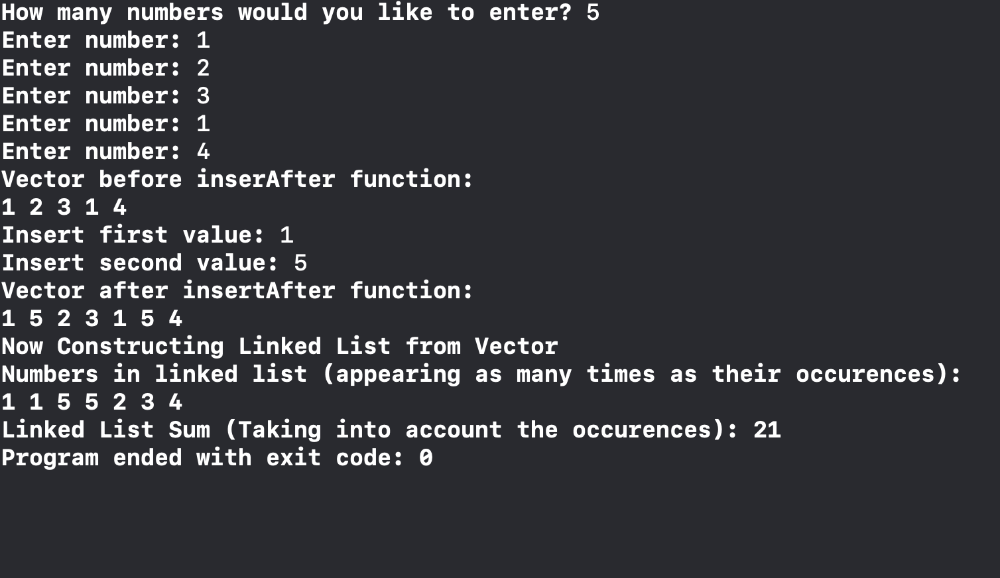 How many numbers would you like to enter? 5
Enter number: 1
Enter number: 2
Enter number: 3
Enter number: 1
Enter number: 4
Vector before inserAfter function:
1 2 3 1 4
Insert first value: 1
Insert second value: 5
Vector after insertAfter function:
1 5 2 3 1 5 4
Now Constructing Linked List from Vector
Numbers in linked list (appearing as many times as their occurences):
1 1 5 5 2 3 4
Linked List Sum (Taking into account the occurences): 21
Program ended with exit code: 0